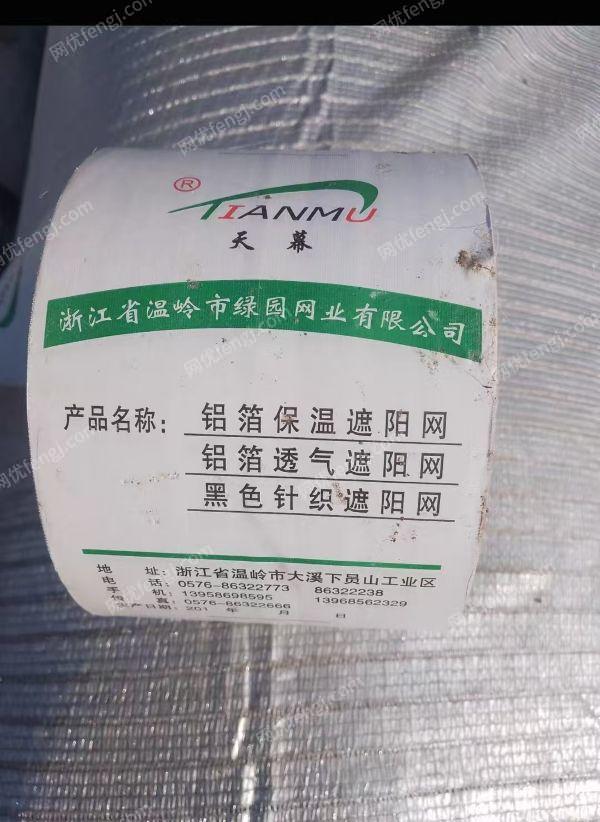 网优fengj.com
®
TIANMU
天幕
浙江省温岭市绿园网业有限公司
产品名称：铝箔保温遮阳网
铝箔透气遮阳网
黑色针织遮阳网
地 址：浙江省温岭市大溪下员山工业区
电 话：0576-86322773 86322238
手 机：13958698595 13968562329
传 真：0576-86322666
生产日期：201 年 月 日